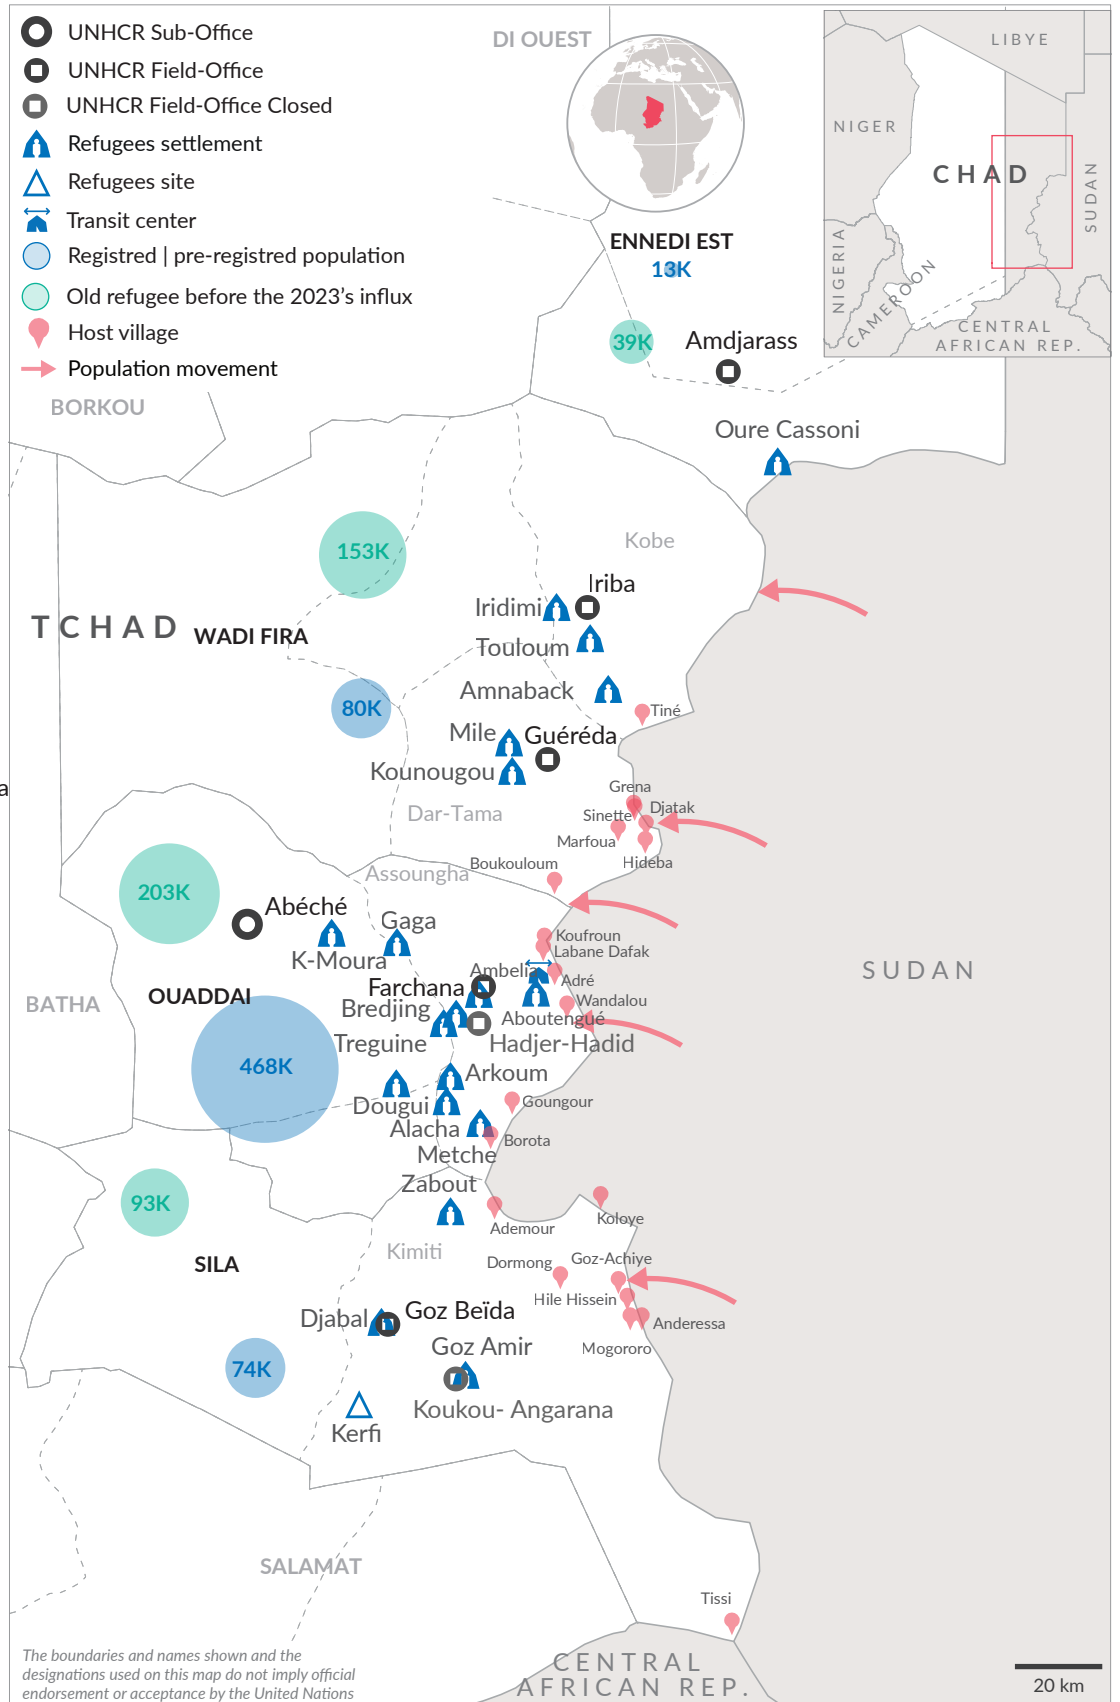 UNHCR Sub-Office
UNHCR Field-Office
UNHCR Field-Office Closed
Refugees settlement
Refugees site
Transit center
Registred | pre-registred population
Old refugee before the 2023's influx
Host village
Population movement
DI OUEST
LIBYE
NIGER
CHAD
SUDAN
NIGERIA
CAMEROON
CENTRAL
AFRICAN REP.
ENNEDI EST
13K
39K
Amdjarass
BORKOU
Oure Cassoni
153K
Kobe
Iriba
Iridimi
TCHAD
WADI FIRA
Touloum
Amnaback
80K
Tiné
Mile
Guéréda
Kounougou
a
Grena
Djatak
Dar-Tama
Sinette
Marfoua
Hideba
Boukouloum
Assoungha
203K
Abéché
Gaga
Koufroun
Labane Dafak
K-Moura
Ambelia
Adré
SUDAN
Farchana
OUADDAI
BATHA
Bredjing
Wandalou
Aboutengué
Treguine
Hadjer-Hadid
468K
Arkoum
Dougui
Goungour
Alacha
Borota
Metche
Zabout
93K
Koloye
Ademour
Kimiti
SILA
Dormong
Goz-Achiye
Hile Hissein
Djabal
Goz Beïda
Anderessa
Goz Amir
Mogororo
74K
Koukou- Angarana
Kerfi
SALAMAT
Tissi
The boundaries and names shown and the
designations used on this map do not imply official
endorsement or acceptance by the United Nations
CENTRAL
AFRICAN REP.
20 km